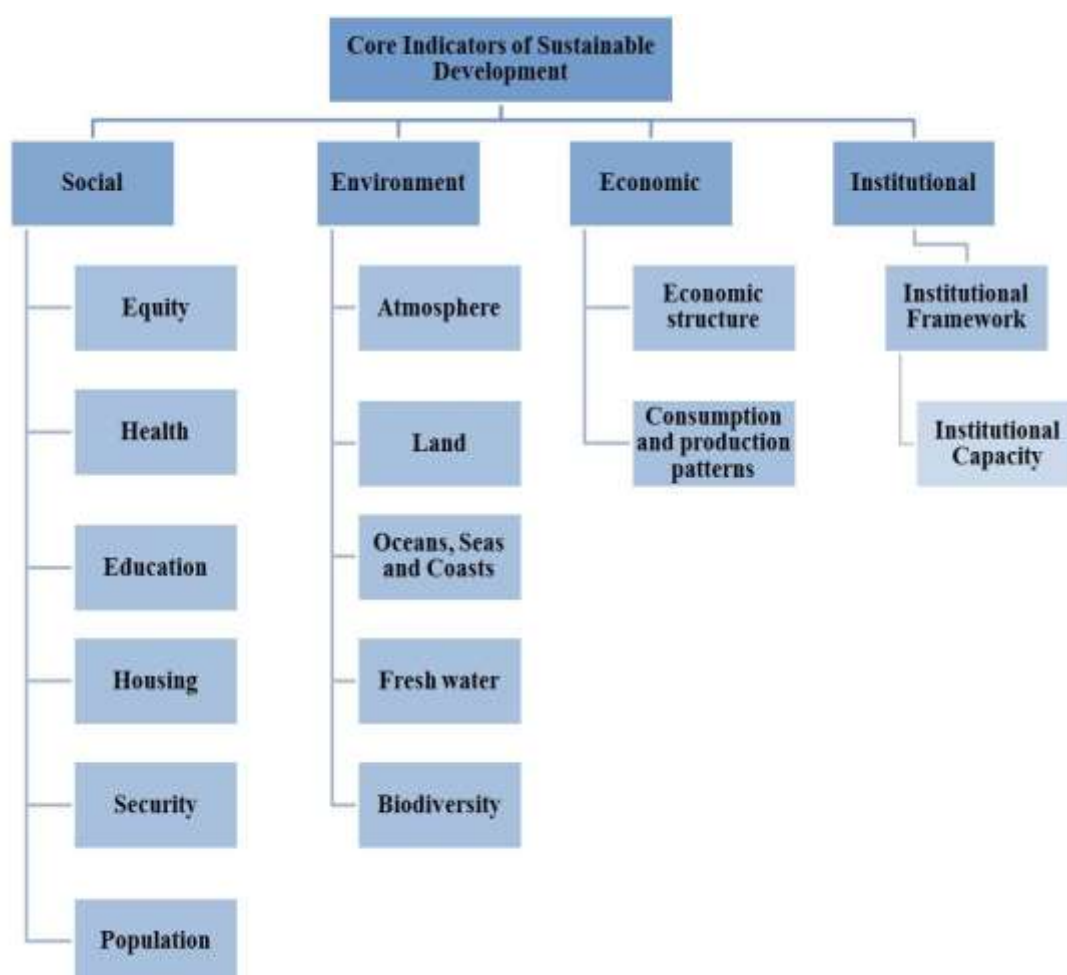 Core Indicators of Sustainable
Development
Social
Environment
Economic
Institutional
Equity
Health
Education
Housing
Security
Population
Atmosphere
Land
Oceans, Seas
and Coasts
Fresh water
Biodiversity
Economic
structure
Consumption
and production
patterns
Institutional
Framework
Institutional
Capacity